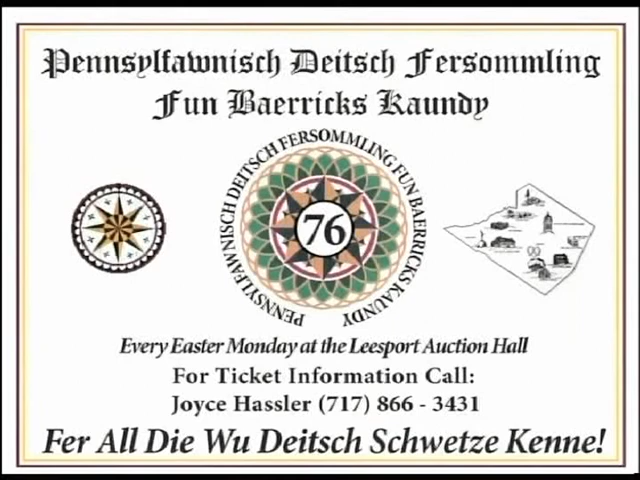 Pennsylfawnisch Deitsch Fersommling
Fun Baerricks Kaundy
PENNSYLFAWNISCH DEITSCH FERSOMMLING FUN BAERRICKS KAUNDY
76
Every Easter Monday at the Leesport Auction Hall
For Ticket Information Call:
Joyce Hassler (717) 866 - 3431
Fer All Die Wu Deitsch Schwetze Kenne!